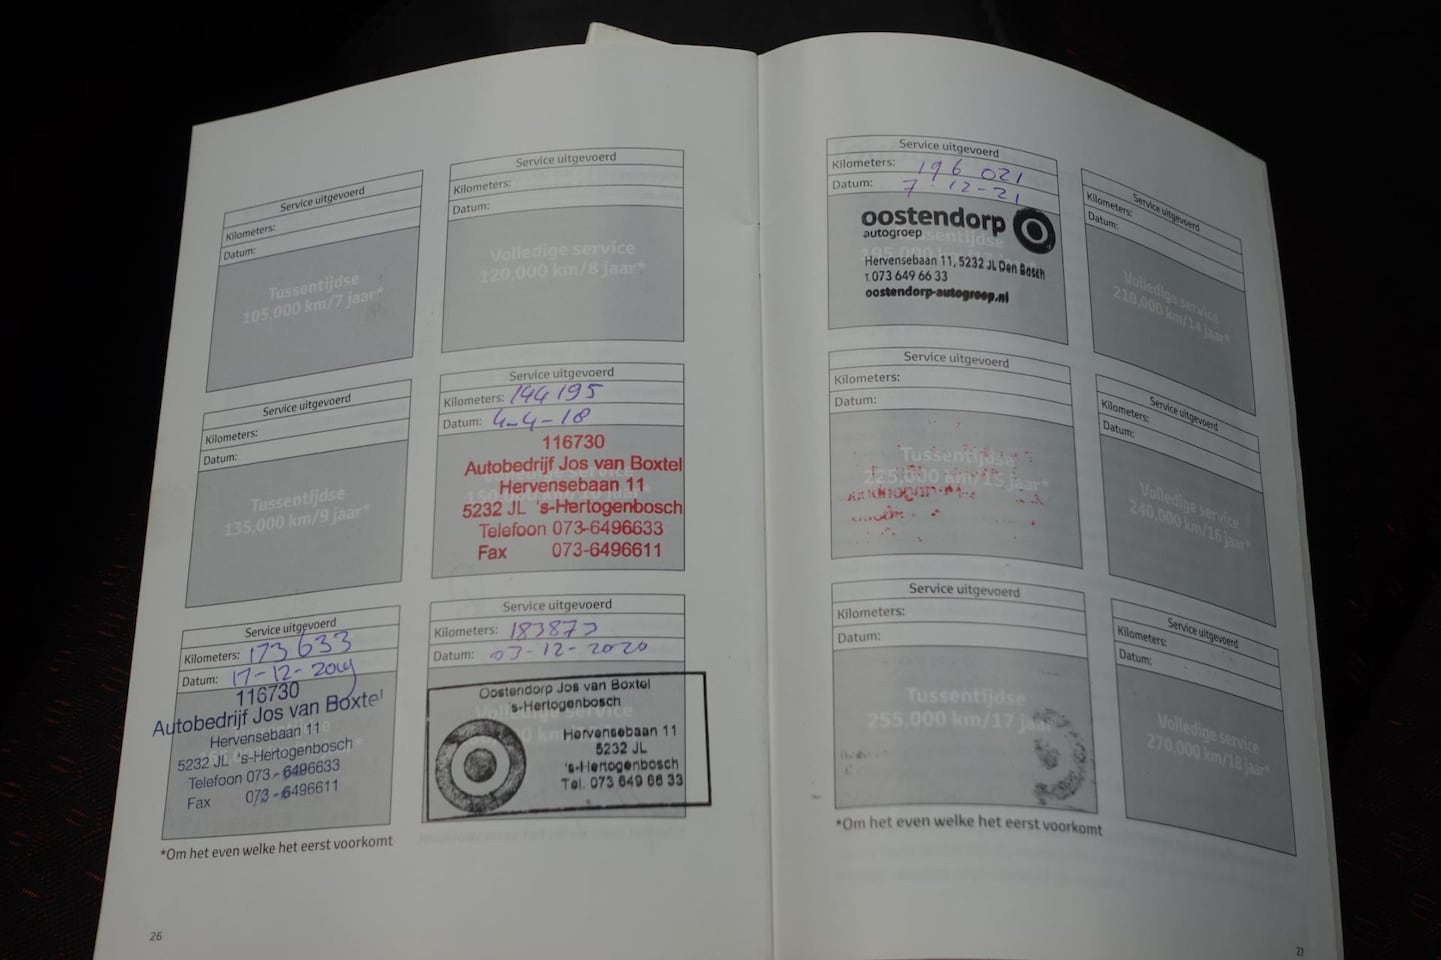 Service uitgevoerd
Kilometers:
Datum:
Tussentijdse
105,000 km/7 jaar*
Service uitgevoerd
Kilometers:
Datum:
Volledige service
120,000 km/8 jaar*
Service uitgevoerd
Kilometers:
Datum:
Tussentijdse
135,000 km/9 jaar*
Service uitgevoerd
Kilometers: 144195
Datum: 4-4-18
116730
Autobedrijf Jos van Boxtel
Hervensebaan 11
5232 JL 's-Hertogenbosch
Telefoon 073-6496633
Fax 073-6496611
Service uitgevoerd
Kilometers: 173633
Datum: 17-12-2019
116730
Autobedrijf Jos van Boxtel
Hervensebaan 11
5232 JL 's-Hertogenbosch
Telefoon 073-6496633
Fax 073-6496611
Service uitgevoerd
Kilometers: 183873
Datum: 03-12-2020
Oostendorp Jos van Boxtel
's-Hertogenbosch
Hervensebaan 11
5232 JL
's-Hertogenbosch
Tel. 073 649 66 33
*Om het even welke het eerst voorkomt
26
Service uitgevoerd
Kilometers: 196 021
Datum: 7-12-21
oostendorp
autogroep
Hervensebaan 11, 5232 JL Den Bosch
T.073 649 66 33
oostendorp-autogroep.nl
Service uitgevoerd
Kilometers:
Datum:
Volledige service
210,000 km/14 jaar*
Service uitgevoerd
Kilometers:
Datum:
Tussentijdse
225,000 km/15 jaar*
Service uitgevoerd
Kilometers:
Datum:
Volledige service
240,000 km/16 jaar*
Service uitgevoerd
Kilometers:
Datum:
Tussentijdse
255,000 km/17 jaar*
Service uitgevoerd
Kilometers:
Datum:
Volledige service
270,000 km/18 jaar*
*Om het even welke het eerst voorkomt
27